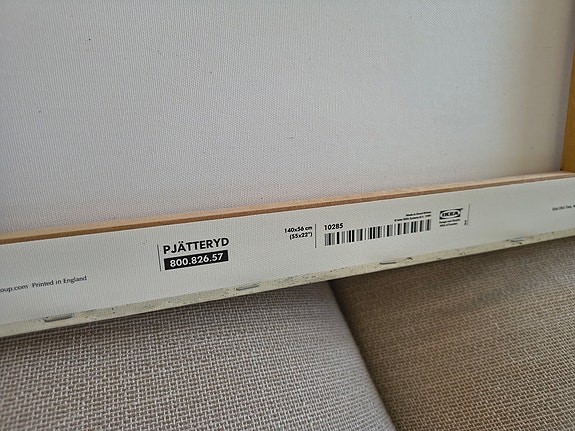 oup.com Printed in England
PJÄTTERYD
800.826.57
140x56 cm
(55x22")
10285
IKEA